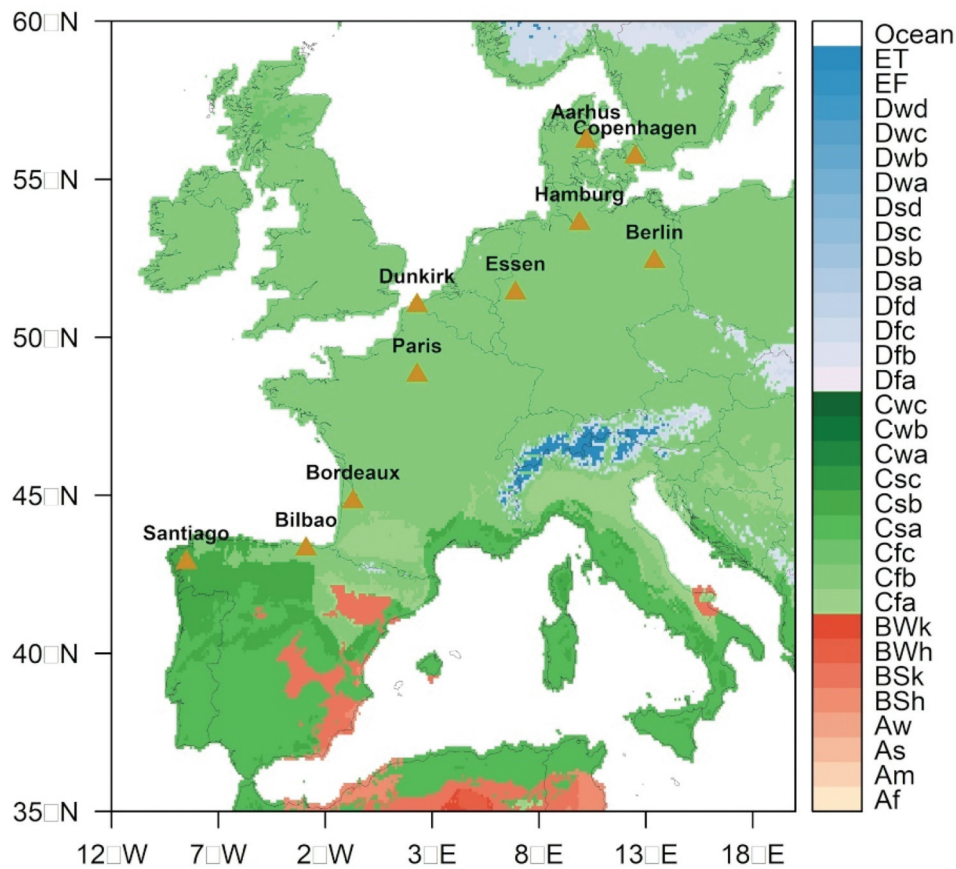 60□N
55□N
50□N
45□N
40□N
35□N
12□W
7□W
2□W
3□E
8□E
13□E
18□E
Aarhus
Copenhagen
Hamburg
Berlin
Essen
Dunkirk
Paris
Bordeaux
Bilbao
Santiago
Ocean
ET
EF
Dwd
Dwc
Dwb
Dwa
Dsd
Dsc
Dsb
Dsa
Dfd
Dfc
Dfb
Dfa
Cwc
Cwb
Cwa
Csc
Csb
Csa
Cfc
Cfb
Cfa
BWk
BWh
BSk
BSh
Aw
As
Am
Af